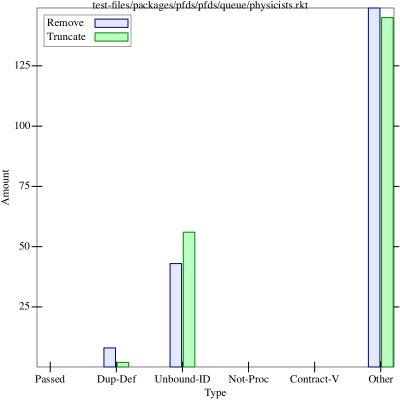 test-files/packages/pfds/pfds/queue/physicists.rkt
Remove
Truncate
125
100
75
50
25
Amount
Passed Dup-Def Unbound-ID Not-Proc Contract-V Other
Type